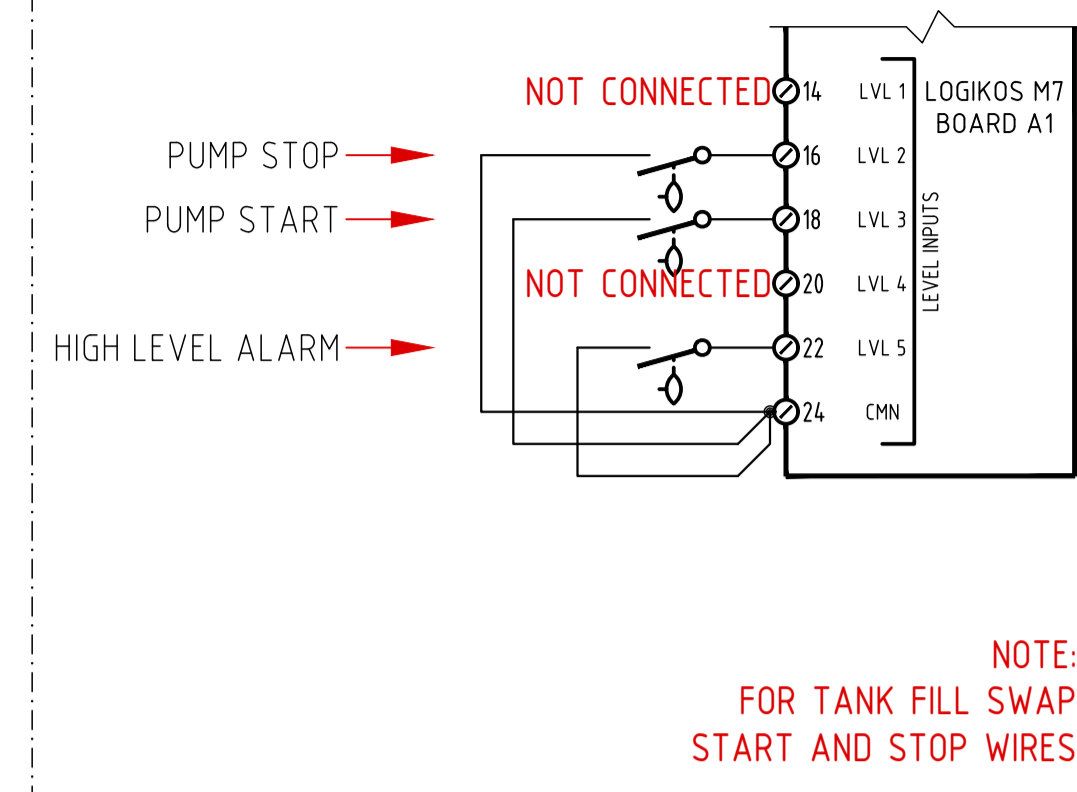 NOT CONNECTED 14 LVL 1 LOGIKOS M7
BOARD A1
PUMP STOP 16 LVL 2
PUMP START 18 LVL 3
LEVEL INPUTS
NOT CONNECTED 20 LVL 4
HIGH LEVEL ALARM 22 LVL 5
24 CMN
NOTE:
FOR TANK FILL SWAP
START AND STOP WIRES